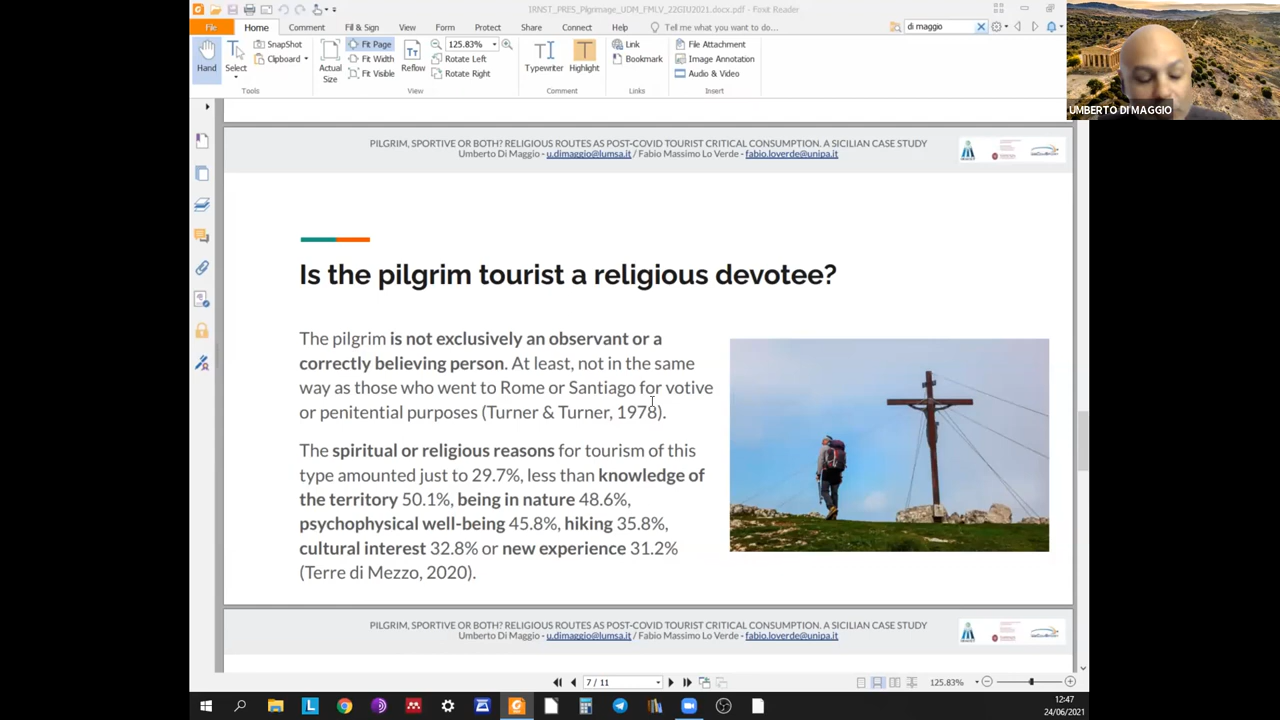 IRNST_PRES_Pilgrimage_UDM_FMLV_22GIU2021.docx.pdf - Foxit Reader
File Home Comment Fill & Sign View Form Protect Share Connect Help Tell me what you want to do... di maggio
Hand
Select
SnapShot
Clipboard
Tools
Actual Size
Fit Page
Fit Width
Fit Visible
Reflow
125.83%
Rotate Left
Rotate Right
View
Typewriter
Highlight
Comment
Link
Bookmark
Links
File Attachment
Image Annotation
Audio & Video
Insert
UMBERTO DI MAGGIO
PILGRIM, SPORTIVE OR BOTH? RELIGIOUS ROUTES AS POST-COVID TOURIST CRITICAL CONSUMPTION. A SICILIAN CASE STUDY
Umberto Di Maggio - u.dimaggio@lumsa.it / Fabio Massimo Lo Verde - fabio.loverde@unipa.it
Is the pilgrim tourist a religious devotee?
The pilgrim is not exclusively an observant or a
correctly believing person. At least, not in the same
way as those who went to Rome or Santiago for votive
or penitential purposes (Turner & Turner, 1978).
The spiritual or religious reasons for tourism of this
type amounted just to 29.7%, less than knowledge of
the territory 50.1%, being in nature 48.6%,
psychophysical well-being 45.8%, hiking 35.8%,
cultural interest 32.8% or new experience 31.2%
(Terre di Mezzo, 2020).
PILGRIM, SPORTIVE OR BOTH? RELIGIOUS ROUTES AS POST-COVID TOURIST CRITICAL CONSUMPTION. A SICILIAN CASE STUDY
Umberto Di Maggio - u.dimaggio@lumsa.it / Fabio Massimo Lo Verde - fabio.loverde@unipa.it
7 / 11
125.83%
12:47
24/06/2021